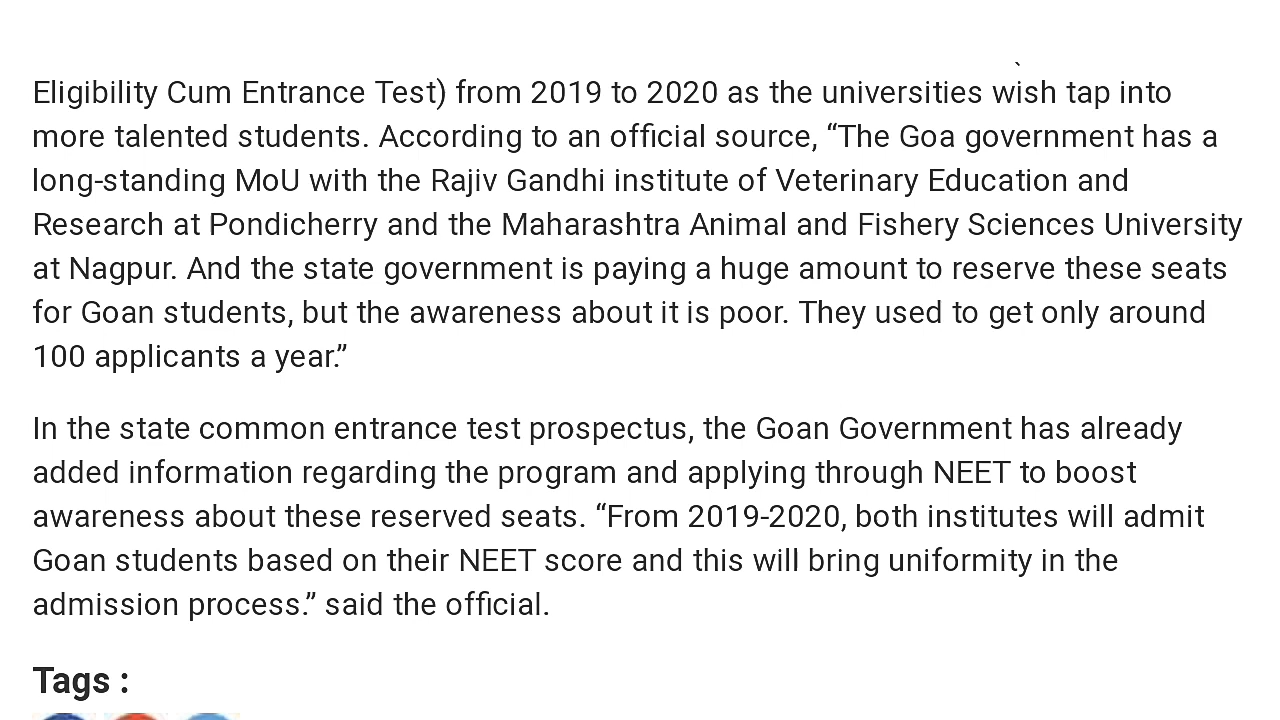 Eligibility Cum Entrance Test) from 2019 to 2020 as the universities wish tap into
more talented students. According to an official source, “The Goa government has a
long-standing MoU with the Rajiv Gandhi institute of Veterinary Education and
Research at Pondicherry and the Maharashtra Animal and Fishery Sciences University
at Nagpur. And the state government is paying a huge amount to reserve these seats
for Goan students, but the awareness about it is poor. They used to get only around
100 applicants a year.”
In the state common entrance test prospectus, the Goan Government has already
added information regarding the program and applying through NEET to boost
awareness about these reserved seats. “From 2019-2020, both institutes will admit
Goan students based on their NEET score and this will bring uniformity in the
admission process.” said the official.
Tags :